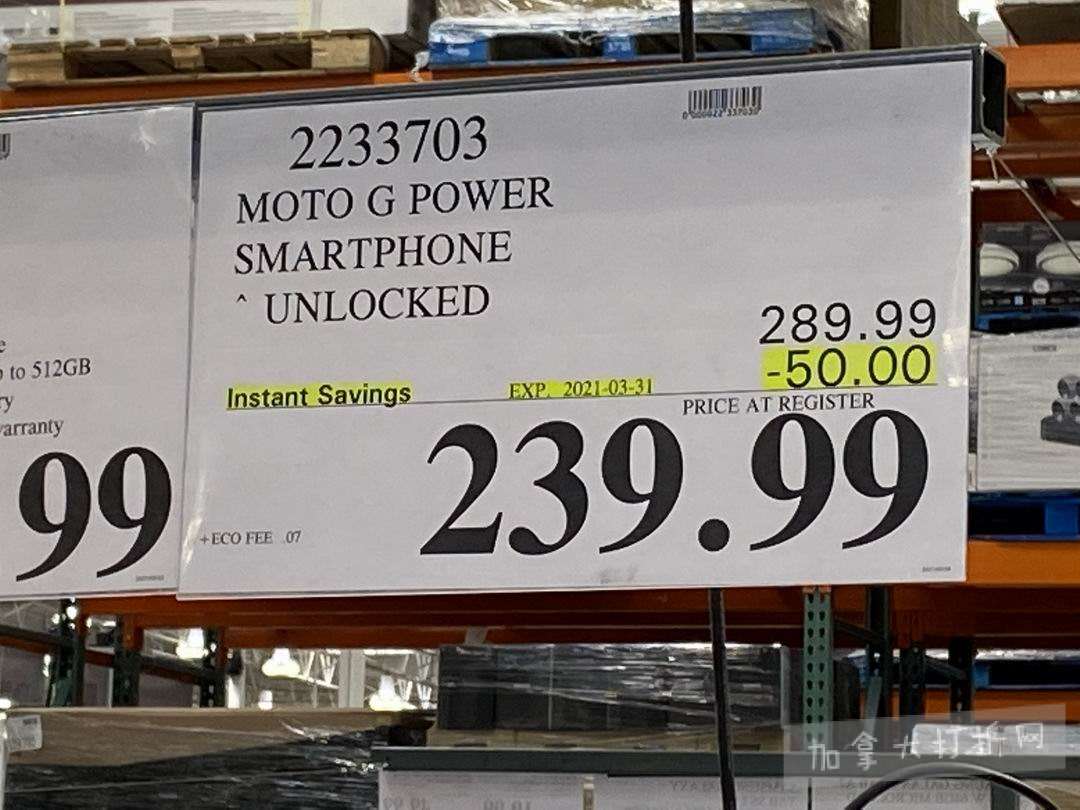 2233703
MOTO G POWER
SMARTPHONE
^ UNLOCKED
289.99
-50.00
Instant Savings EXP. 2021-03-31
PRICE AT REGISTER
239.99
+ECO FEE .07
to 512GB
99
加拿大打折网